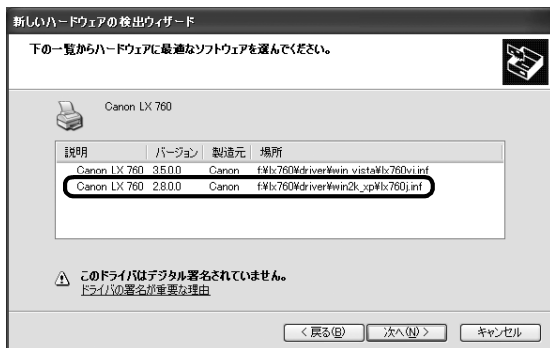 新しいハードウェアの検出ウィザード
下の一覧からハードウェアに最適なソフトウェアを選んでください。
Canon LX 760
説明 バージョン 製造元 場所
Canon LX 760 3.5.0.0 Canon f:¥lx760¥driver¥win vista¥lx760vi.inf
Canon LX 760 2.8.0.0 Canon f:¥lx760¥driver¥win2k_xp¥lx760j.inf
このドライバはデジタル署名されていません。
ドライバの署名が重要な理由
< 戻る(B) 次へ(N) > キャンセル